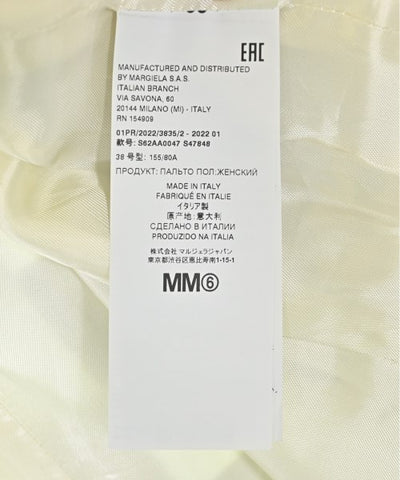 EAC
MANUFACTURED AND DISTRIBUTED
BY MARGIELA S.A.S.
ITALIAN BRANCH
VIA SAVONA, 60
20144 MILANO (MI) - ITALY
RN 154909
01PR/2022/3835/2 - 2022 01
款号: S62AA0047 S47848
38 号型: 155/80A
ПРОДУКТ: ПАЛЬТО ПОЛ:ЖЕНСКИЙ
MADE IN ITALY
FABRIQUÉ EN ITALIE
イタリア製
原产地: 意大利
СДЕЛАНО В ИТАЛИИ
PRODUZIDO NA ITALIA
株式会社 マルジェラジャパン
東京都渋谷区恵比寿南1-15-1
MM⑥